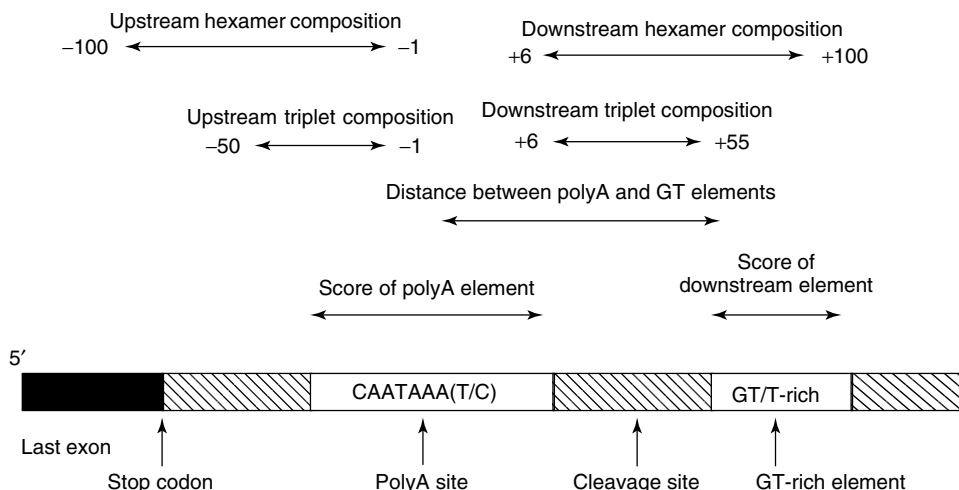 Upstream hexamer composition
−100
−1
Downstream hexamer composition
+6
+100
Upstream triplet composition
−50
−1
Downstream triplet composition
+6
+55
Distance between polyA and GT elements
Score of polyA element
Score of
downstream element
5′
CAATAAA(T/C)
GT/T-rich
Last exon
Stop codon
PolyA site
Cleavage site
GT-rich element